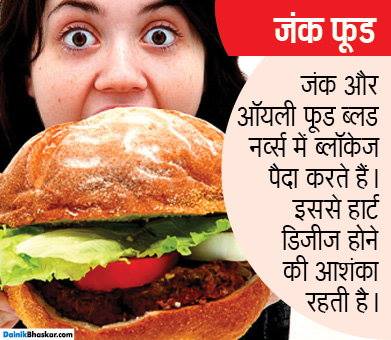 जंक फूड
जंक और
ऑयली फूड ब्लड
नर्व्स में ब्लॉकेज
पैदा करते हैं।
इससे हार्ट
डिजीज होने
की आशंका
रहती है।
DainikBhaskar.com